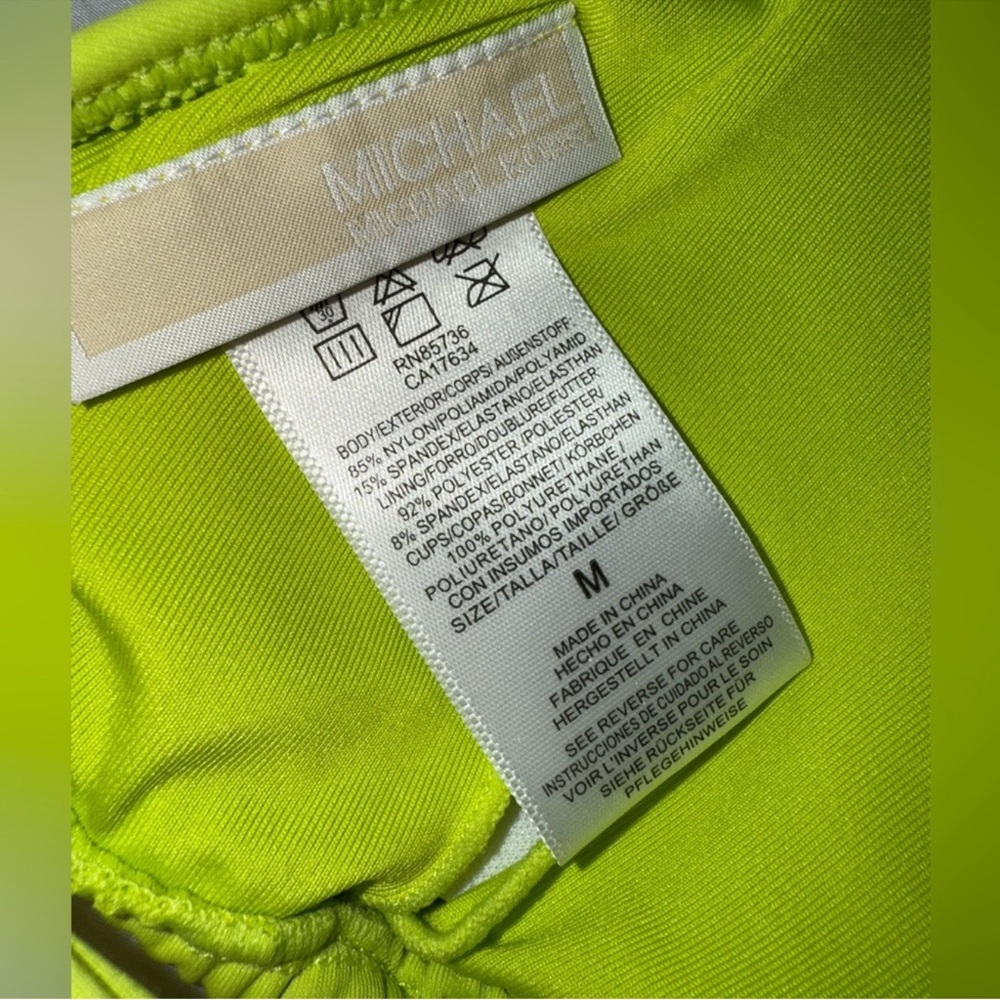 MICHAEL
MICHAEL KORS
30
RN85736
CA17634
BODY/EXTERIOR/CORPS/ AUßENSTOFF:
85% NYLON/POLIAMIDA/POLYAMID
15% SPANDEX/ELASTANO/ELASTHAN
LINING/FORRO/DOUBLURE/FUTTER:
92% POLYESTER /POLIESTER/
8% SPANDEX/ELASTANO/ELASTHAN
CUPS/COPAS/BONNET/ KÖRBCHEN
100% POLYURETHANE /
POLIURETANO/ POLYURETHAN
CON INSUMOS IMPORTADOS
SIZE/TALLA/TAILLE/ GRÖßE
M
MADE IN CHINA
HECHO EN CHINA
FABRIQUE EN CHINE
HERGESTELLT IN CHINA
SEE REVERSE FOR CARE
INSTRUCCIONES DE CUIDADO AL REVERSO
VOIR L'INVERSE POUR LE SOIN
SIEHE RÜCKSEITE FÜR
PFLEGEHINWEISE